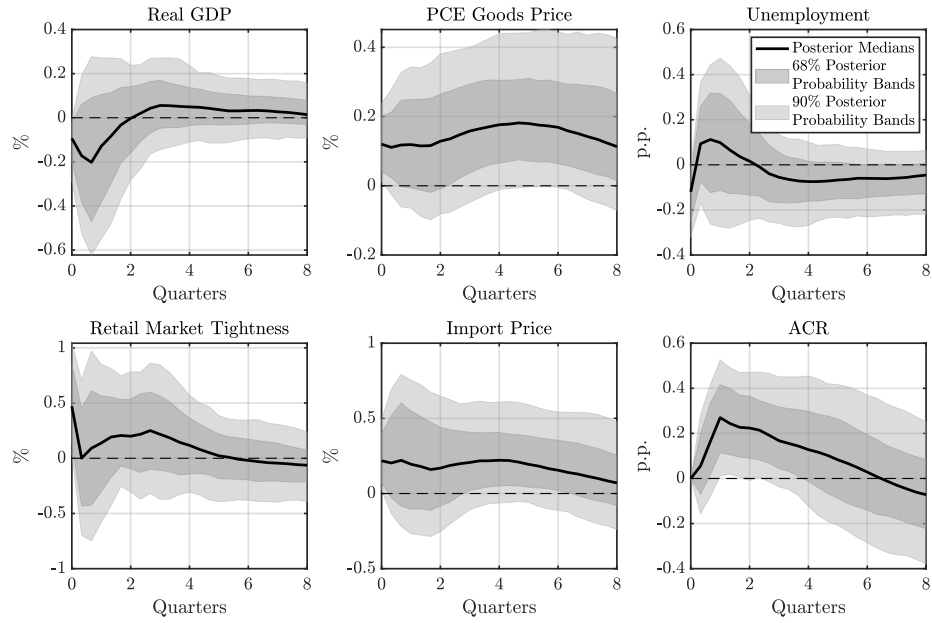 Real GDP
0.4
0.2
0
-0.2
-0.4
-0.6
%
0 2 4 6 8
Quarters
PCE Goods Price
0.4
0.2
0
0.2
%
0 2 4 6 8
Quarters
Unemployment
0.6
0.4
0.2
0
-0.2
-0.4
p.p.
0 2 4 6 8
Quarters
Posterior Medians
68% Posterior
Probability Bands
90% Posterior
Probability Bands
Retail Market Tightness
1
0.5
0
-0.5
-1
%
0 2 4 6 8
Quarters
Import Price
1
0.5
0
0.5
%
0 2 4 6 8
Quarters
ACR
0.6
0.4
0.2
0
-0.2
-0.4
p.p.
0 2 4 6 8
Quarters